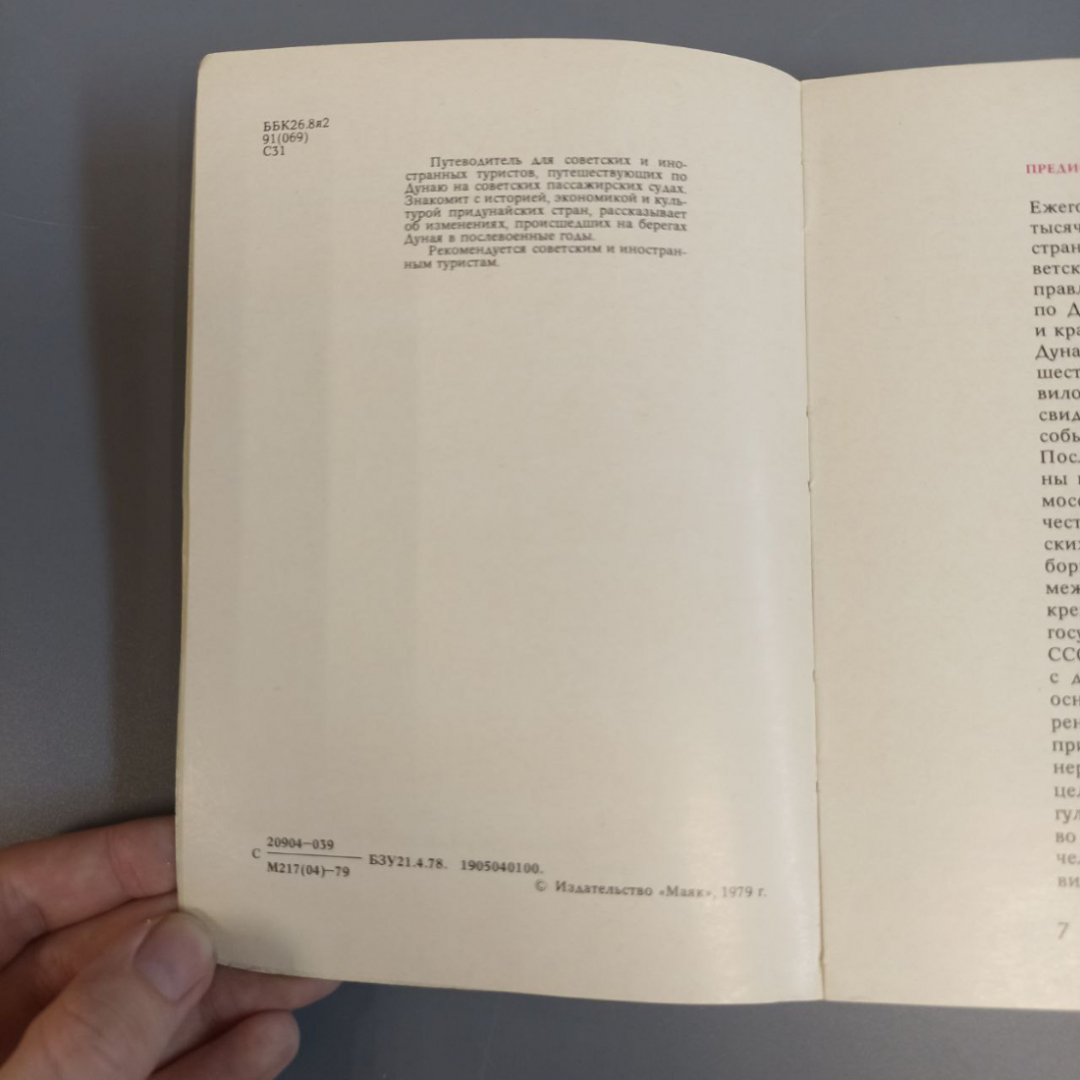 ББК26.8я2
91(069)
С31
Путеводитель для советских и ино-
странных туристов, путешествующих по
Дунаю на советских пассажирских судах.
Знакомит с историей, экономикой и куль-
турой придунайских стран, рассказывает
об изменениях, происшедших на берегах
Дуная в послевоенные годы.
Рекомендуется советским и иностран-
ным туристам.
С 20904—039
М217(04)—79 БЗУ21.4.78. 1905040100.
© Издательство «Маяк», 1979 г.
ПРЕДИ
Ежего
тысяч
стран
ветск
правл
по Д
и кра
Дуна
шест
вило
свид
собы
Посл
ны
мосо
чест
ских
бор
меж
кре
госу
ССС
с д
осн
рен
при
нер
цел
гул
во
чел
ви
7